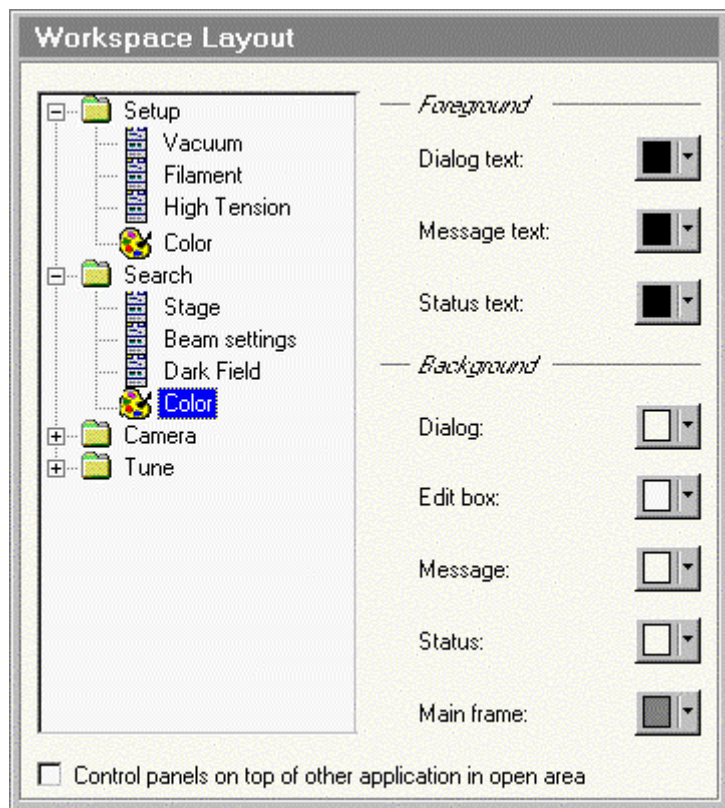 Workspace Layout
Setup
Vacuum
Filament
High Tension
Color
Search
Stage
Beam settings
Dark Field
Color
Camera
Tune
Foreground
Dialog text:
Message text:
Status text:
Background
Dialog:
Edit box:
Message:
Status:
Main frame:
Control panels on top of other application in open area